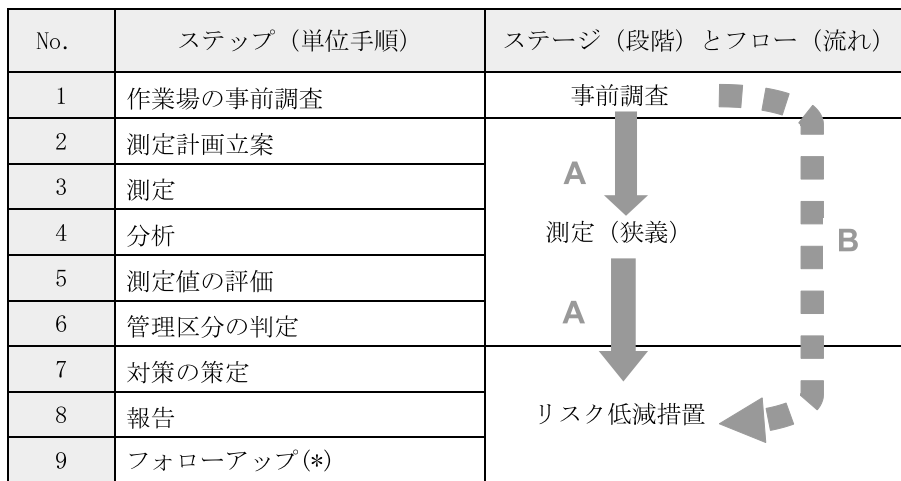 No. ステップ（単位手順） ステージ（段階）とフロー（流れ）
1 作業場の事前調査 事前調査
2 測定計画立案
3 測定 A
4 分析 測定（狭義） B
5 測定値の評価
6 管理区分の判定 A
7 対策の策定
8 報告 リスク低減措置
9 フォローアップ(*)